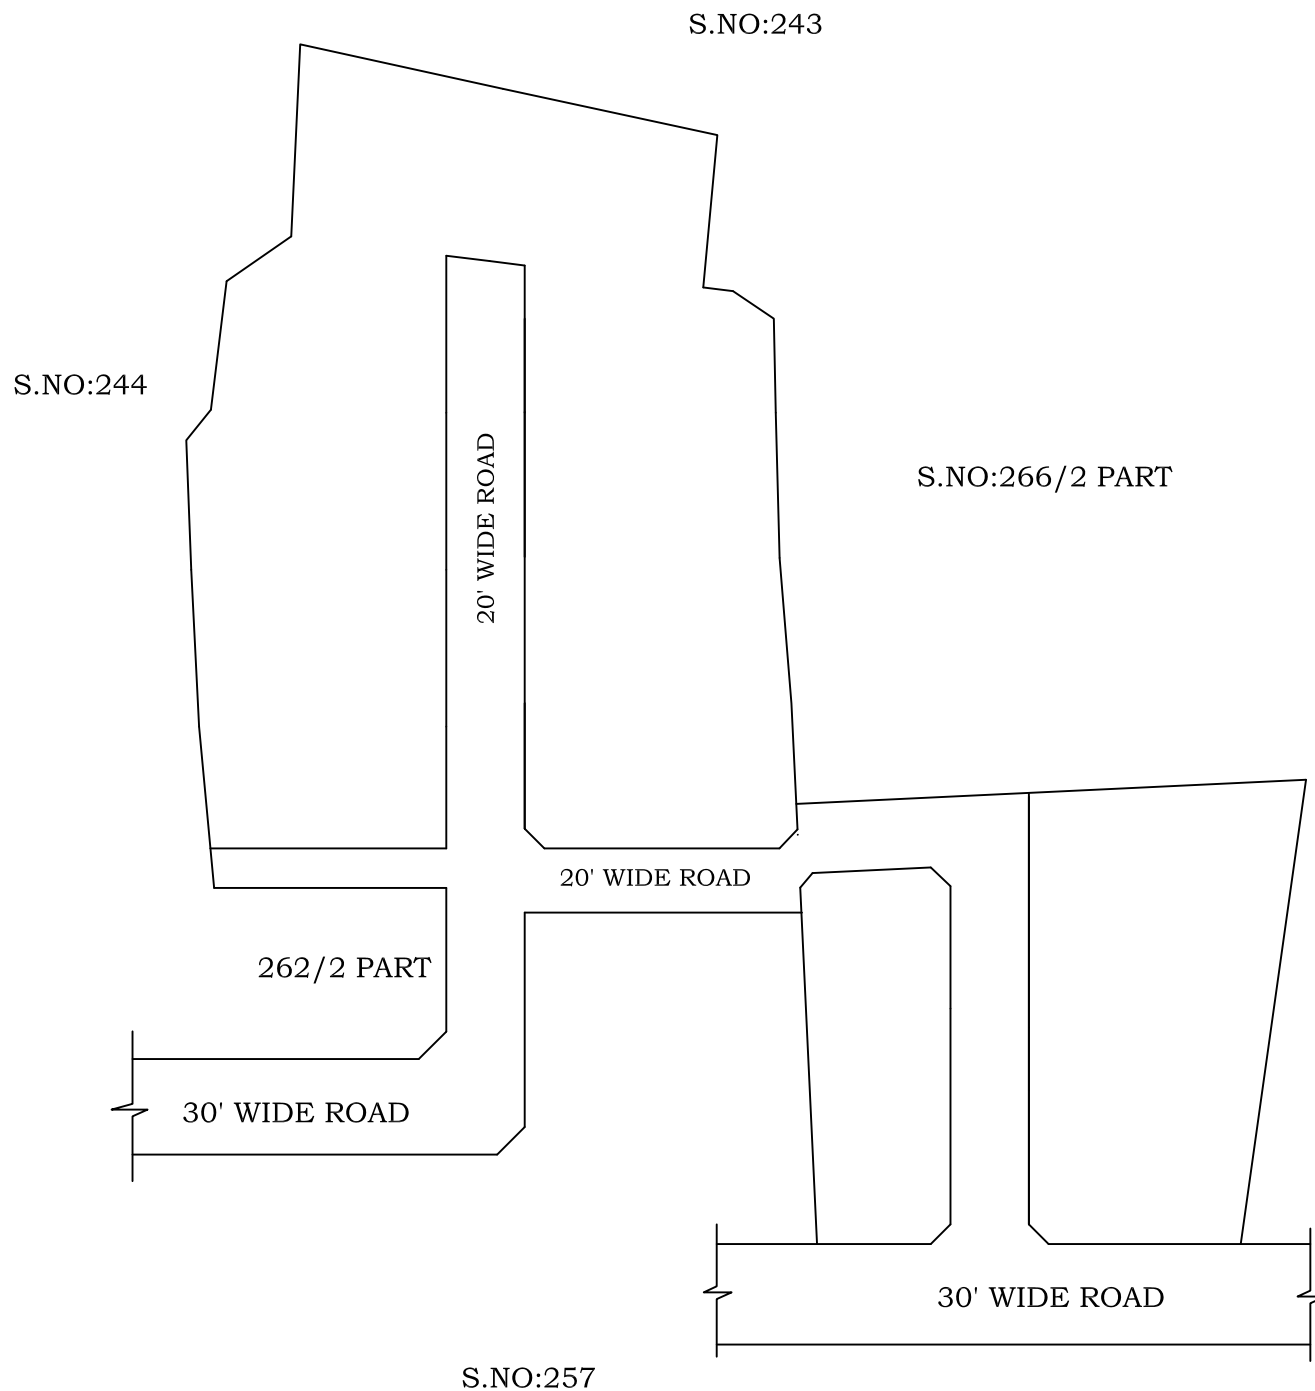 S.NO:243
S.NO:244
20' WIDE ROAD
S.NO:266/2 PART
20' WIDE ROAD
262/2 PART
30' WIDE ROAD
30' WIDE ROAD
S.NO:257